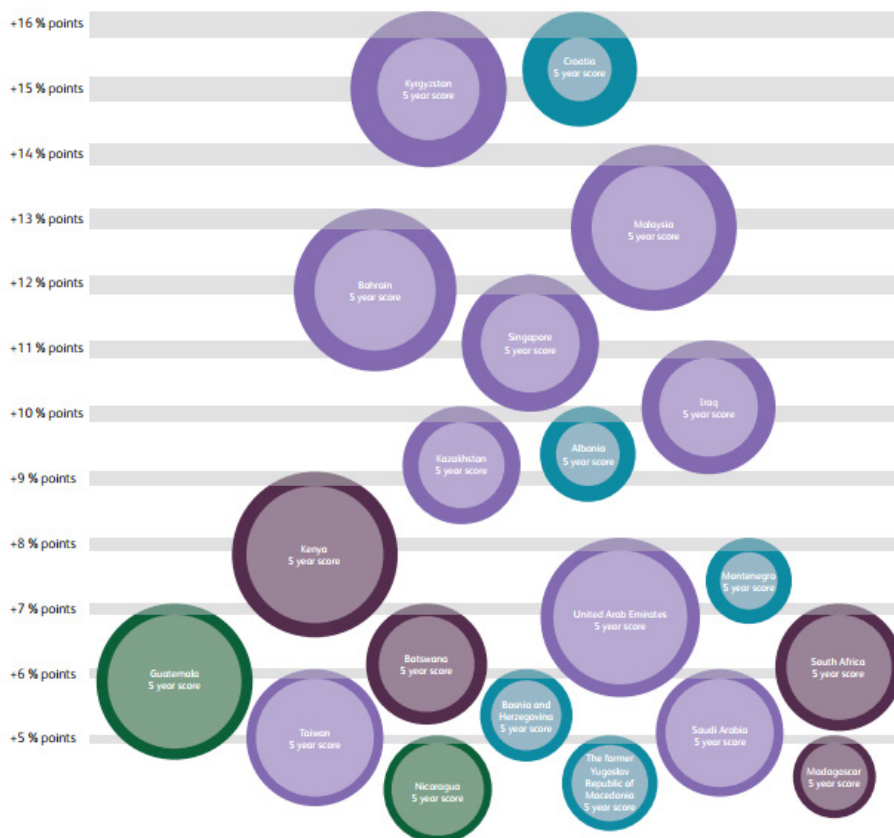 +16 % points
Croatia
5 year score
Kyrgyzstan
5 year score
+15 % points
+14 % points
+13 % points
Malaysia
5 year score
+12 % points
Bahrain
5 year score
Singapore
5 year score
+11 % points
Iraq
5 year score
+10 % points
Albania
5 year score
Kazakhstan
5 year score
+9 % points
+8 % points
Kenya
5 year score
Montenegro
5 year score
+7 % points
United Arab Emirates
5 year score
Botswana
5 year score
South Africa
5 year score
+6 % points
Guatemala
5 year score
Bosnia and
Herzegovina
5 year score
Taiwan
5 year score
Saudi Arabia
5 year score
+5 % points
The former
Yugoslav
Republic of
Macedonia
5 year score
Nicaragua
5 year score
Madagascar
5 year score